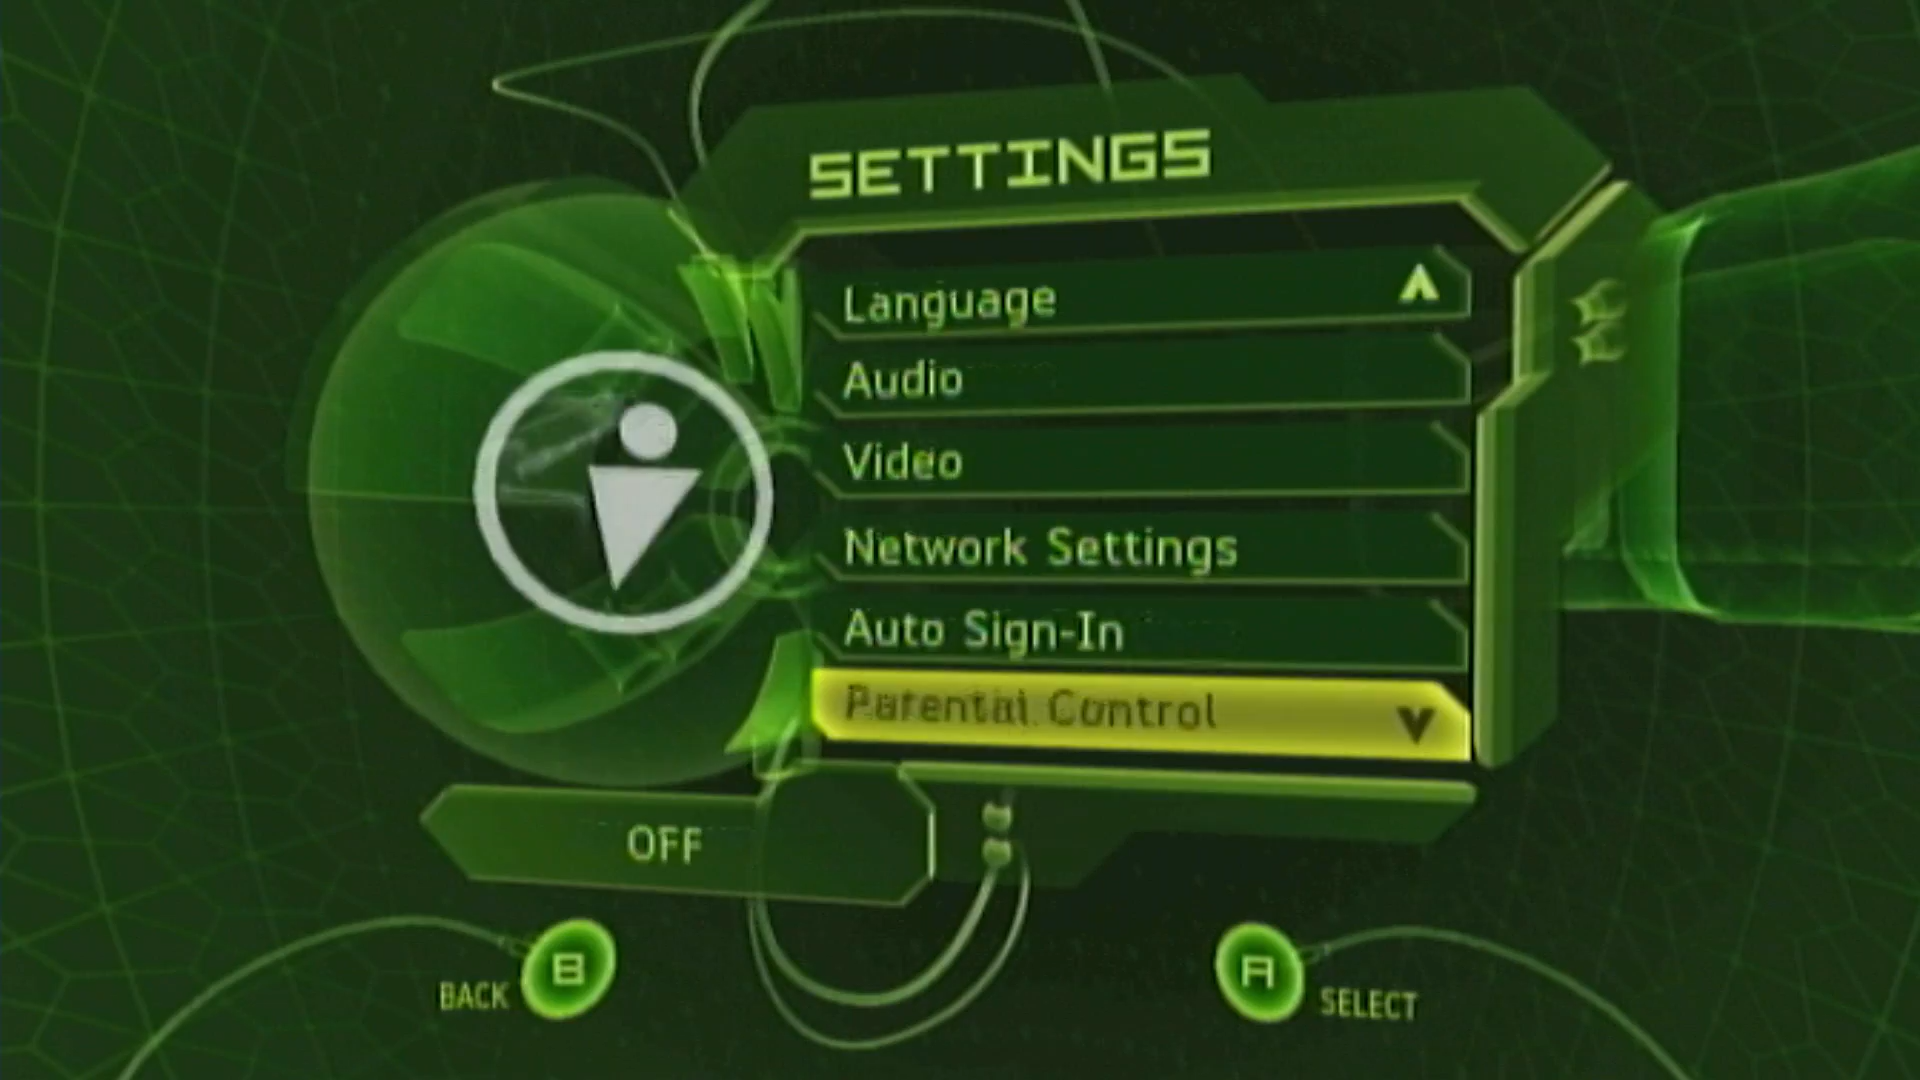 SETTINGS
Language
Audio
Video
Network Settings
Auto Sign-In
Parental Control
OFF
BACK
B
A
SELECT